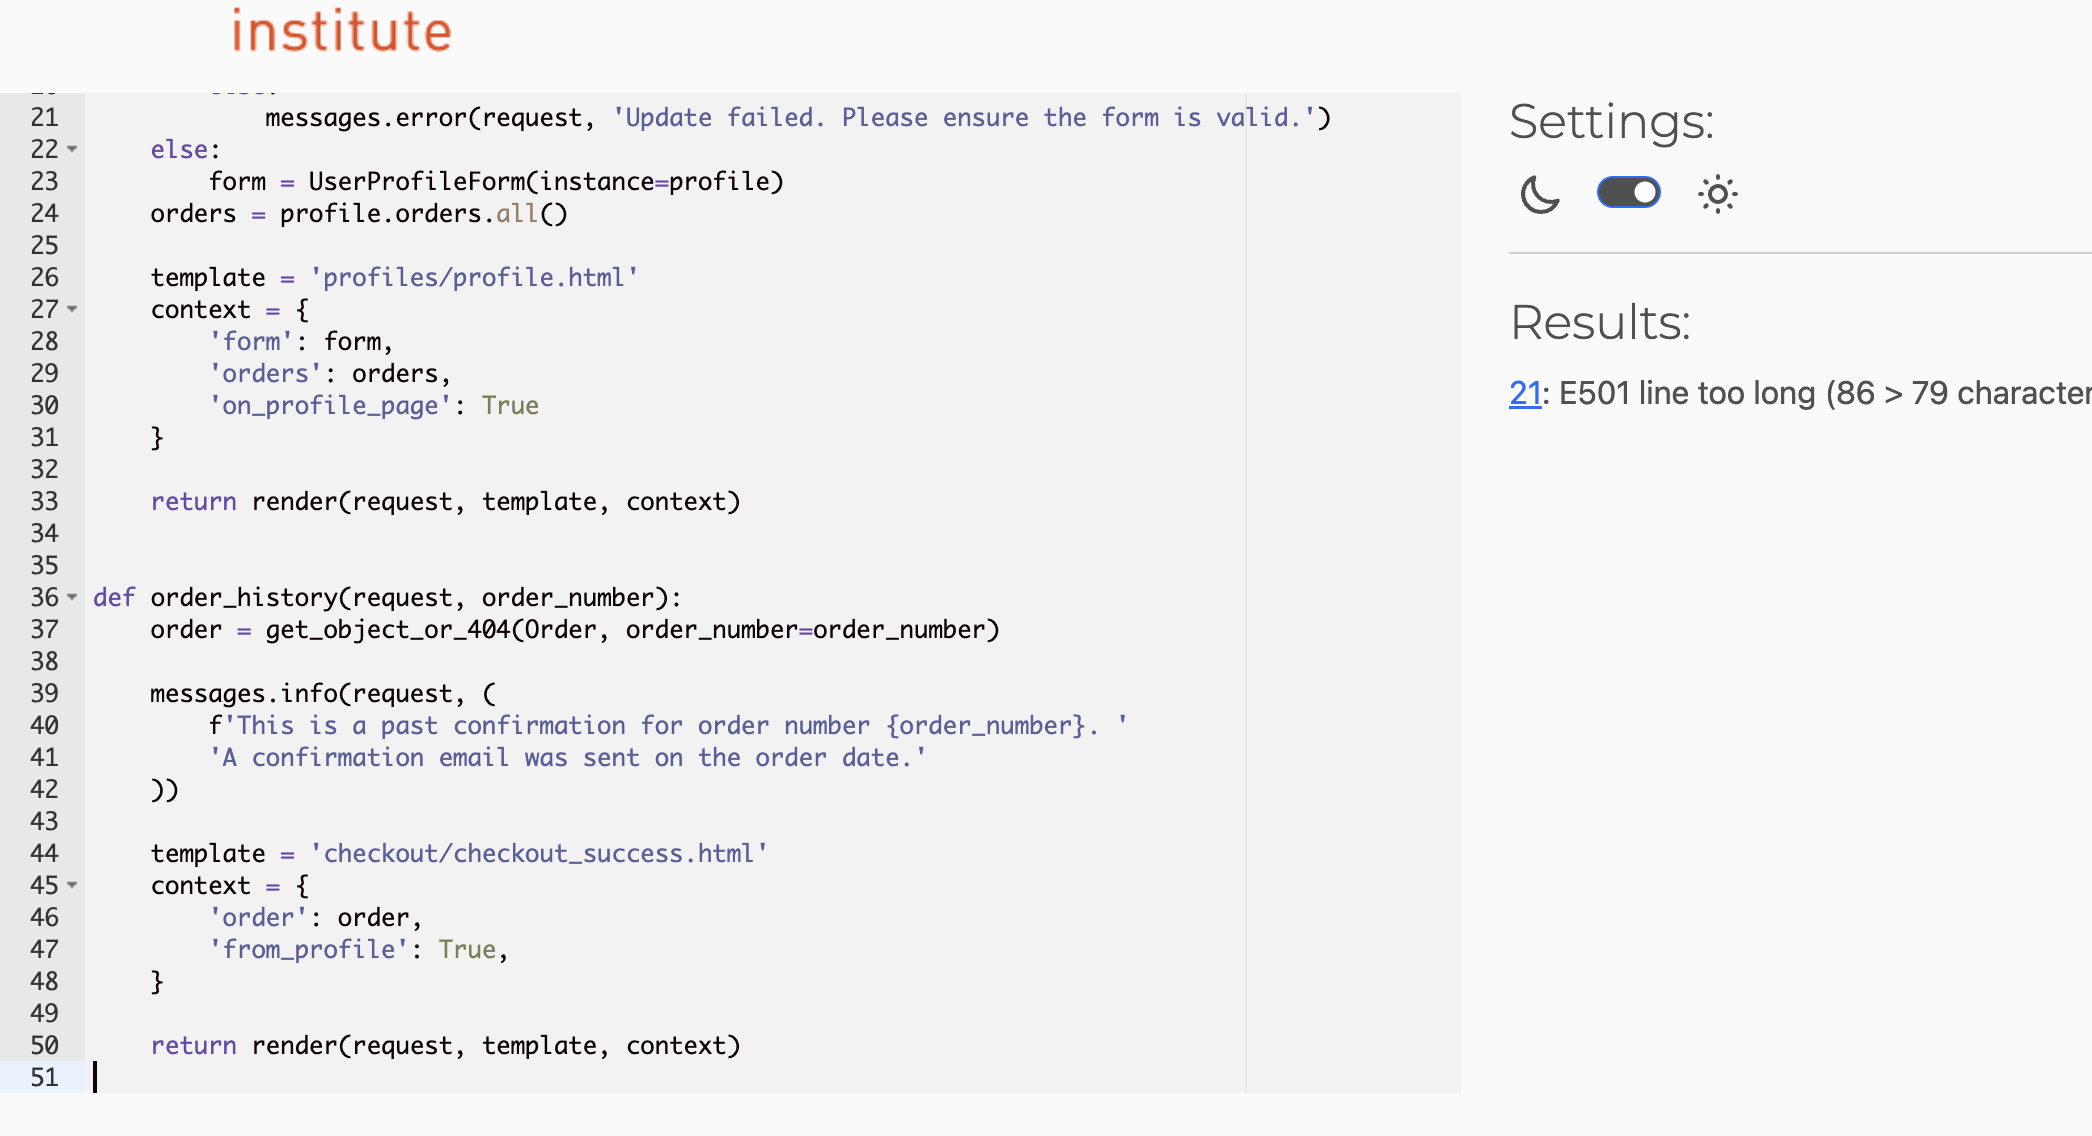 institute
21 messages.error(request, 'Update failed. Please ensure the form is valid.')
22 else:
23 form = UserProfileForm(instance=profile)
24 orders = profile.orders.all()
25
26 template = 'profiles/profile.html'
27 context = {
28 'form': form,
29 'orders': orders,
30 'on_profile_page': True
31 }
32
33 return render(request, template, context)
34
35
36 def order_history(request, order_number):
37 order = get_object_or_404(Order, order_number=order_number)
38
39 messages.info(request, (
40 f'This is a past confirmation for order number {order_number}. '
41 'A confirmation email was sent on the order date.'
42 ))
43
44 template = 'checkout/checkout_success.html'
45 context = {
46 'order': order,
47 'from_profile': True,
48 }
49
50 return render(request, template, context)
51
Settings:
Results:
21: E501 line too long (86 > 79 character